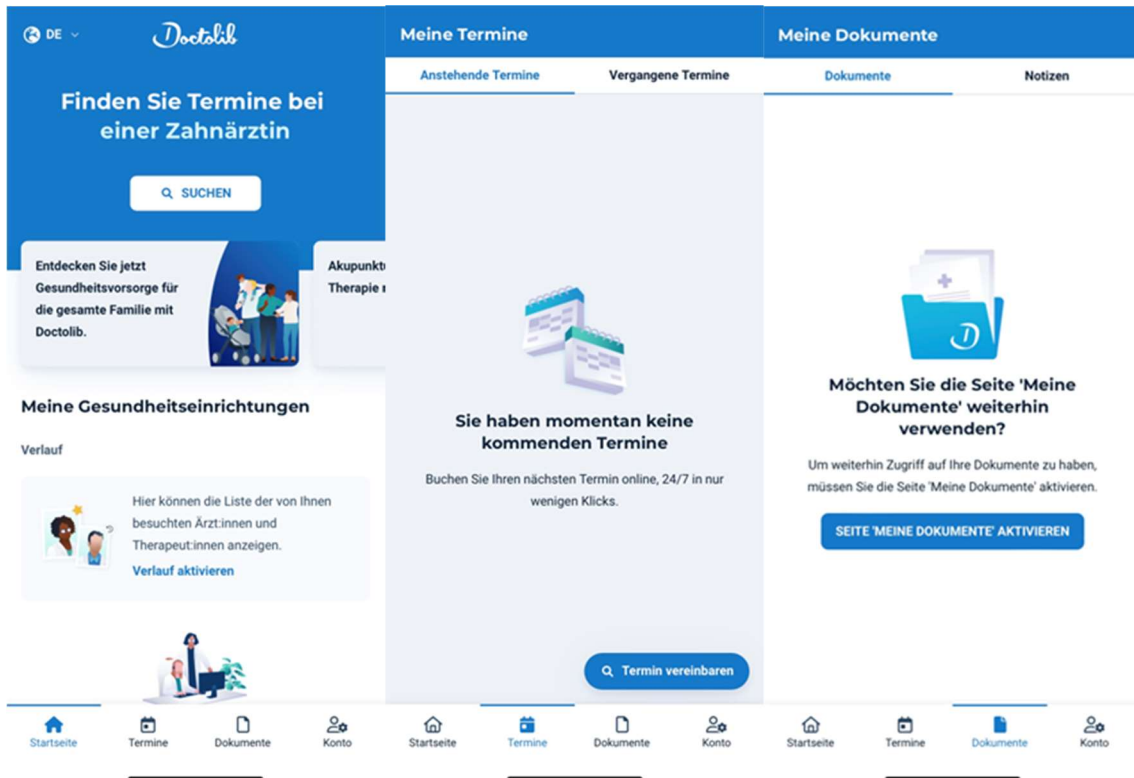 DE
Doctolib
Finden Sie Termine bei
einer Zahnärztin
SUCHEN
Entdecken Sie jetzt
Gesundheitsvorsorge für
die gesamte Familie mit
Doctolib.
Akupunkt
Therapie
Meine Gesundheitseinrichtungen
Verlauf
Hier können die Liste der von Ihnen
besuchten Ärzt:innen und
Therapeut:innen anzeigen.
Verlauf aktivieren
Startseite
Termine
Dokumente
Konto
Meine Termine
Anstehende Termine
Vergangene Termine
Sie haben momentan keine
kommenden Termine
Buchen Sie Ihren nächsten Termin online, 24/7 in nur
wenigen Klicks.
Termin vereinbaren
Startseite
Termine
Dokumente
Konto
Meine Dokumente
Dokumente
Notizen
D
Möchten Sie die Seite 'Meine
Dokumente' weiterhin
verwenden?
Um weiterhin Zugriff auf Ihre Dokumente zu haben,
müssen Sie die Seite 'Meine Dokumente' aktivieren.
SEITE 'MEINE DOKUMENTE' AKTIVIEREN
Startseite
Termine
Dokumente
Konto